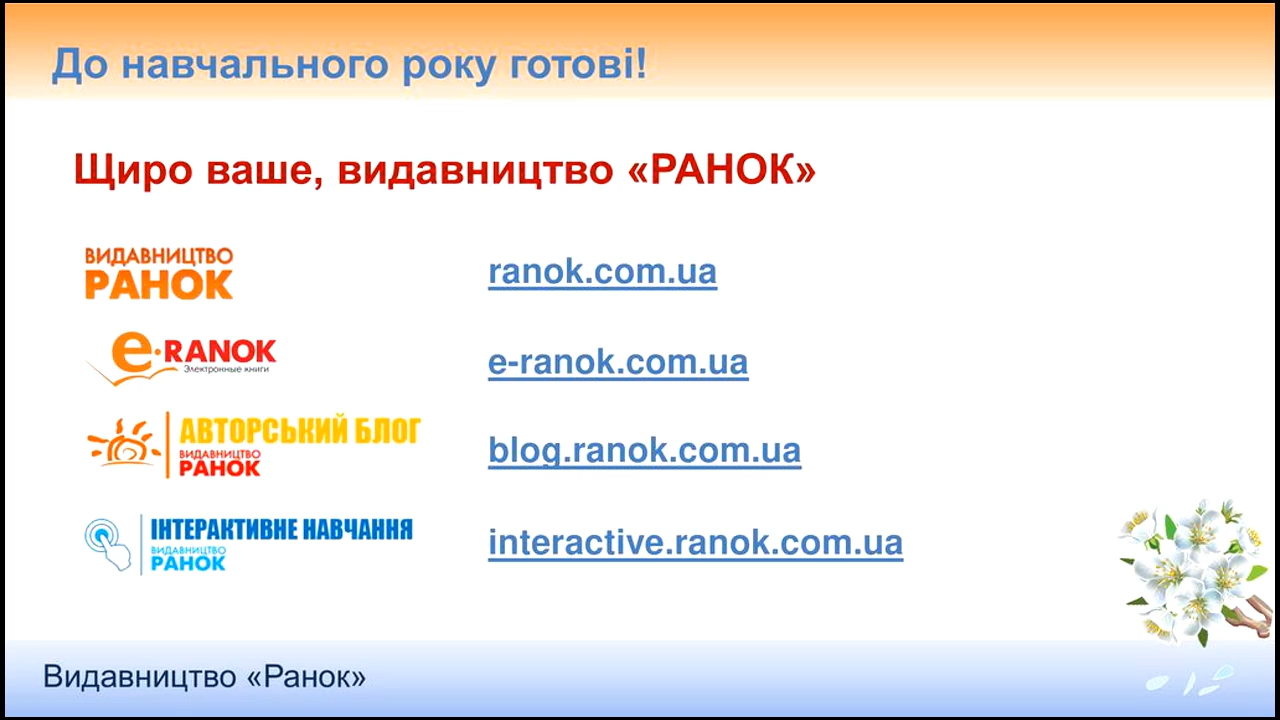 До навчального року готові!
Щиро ваше, видавництво «РАНОК»
ВИДАВНИЦТВО
РАНОК
ranok.com.ua
e·RANOK
Электронные книги
e-ranok.com.ua
АВТОРСЬКИЙ БЛОГ
ВИДАВНИЦТВО
РАНОК
blog.ranok.com.ua
ІНТЕРАКТИВНЕ НАВЧАННЯ
ВИДАВНИЦТВО
РАНОК
interactive.ranok.com.ua
Видавництво «Ранок»